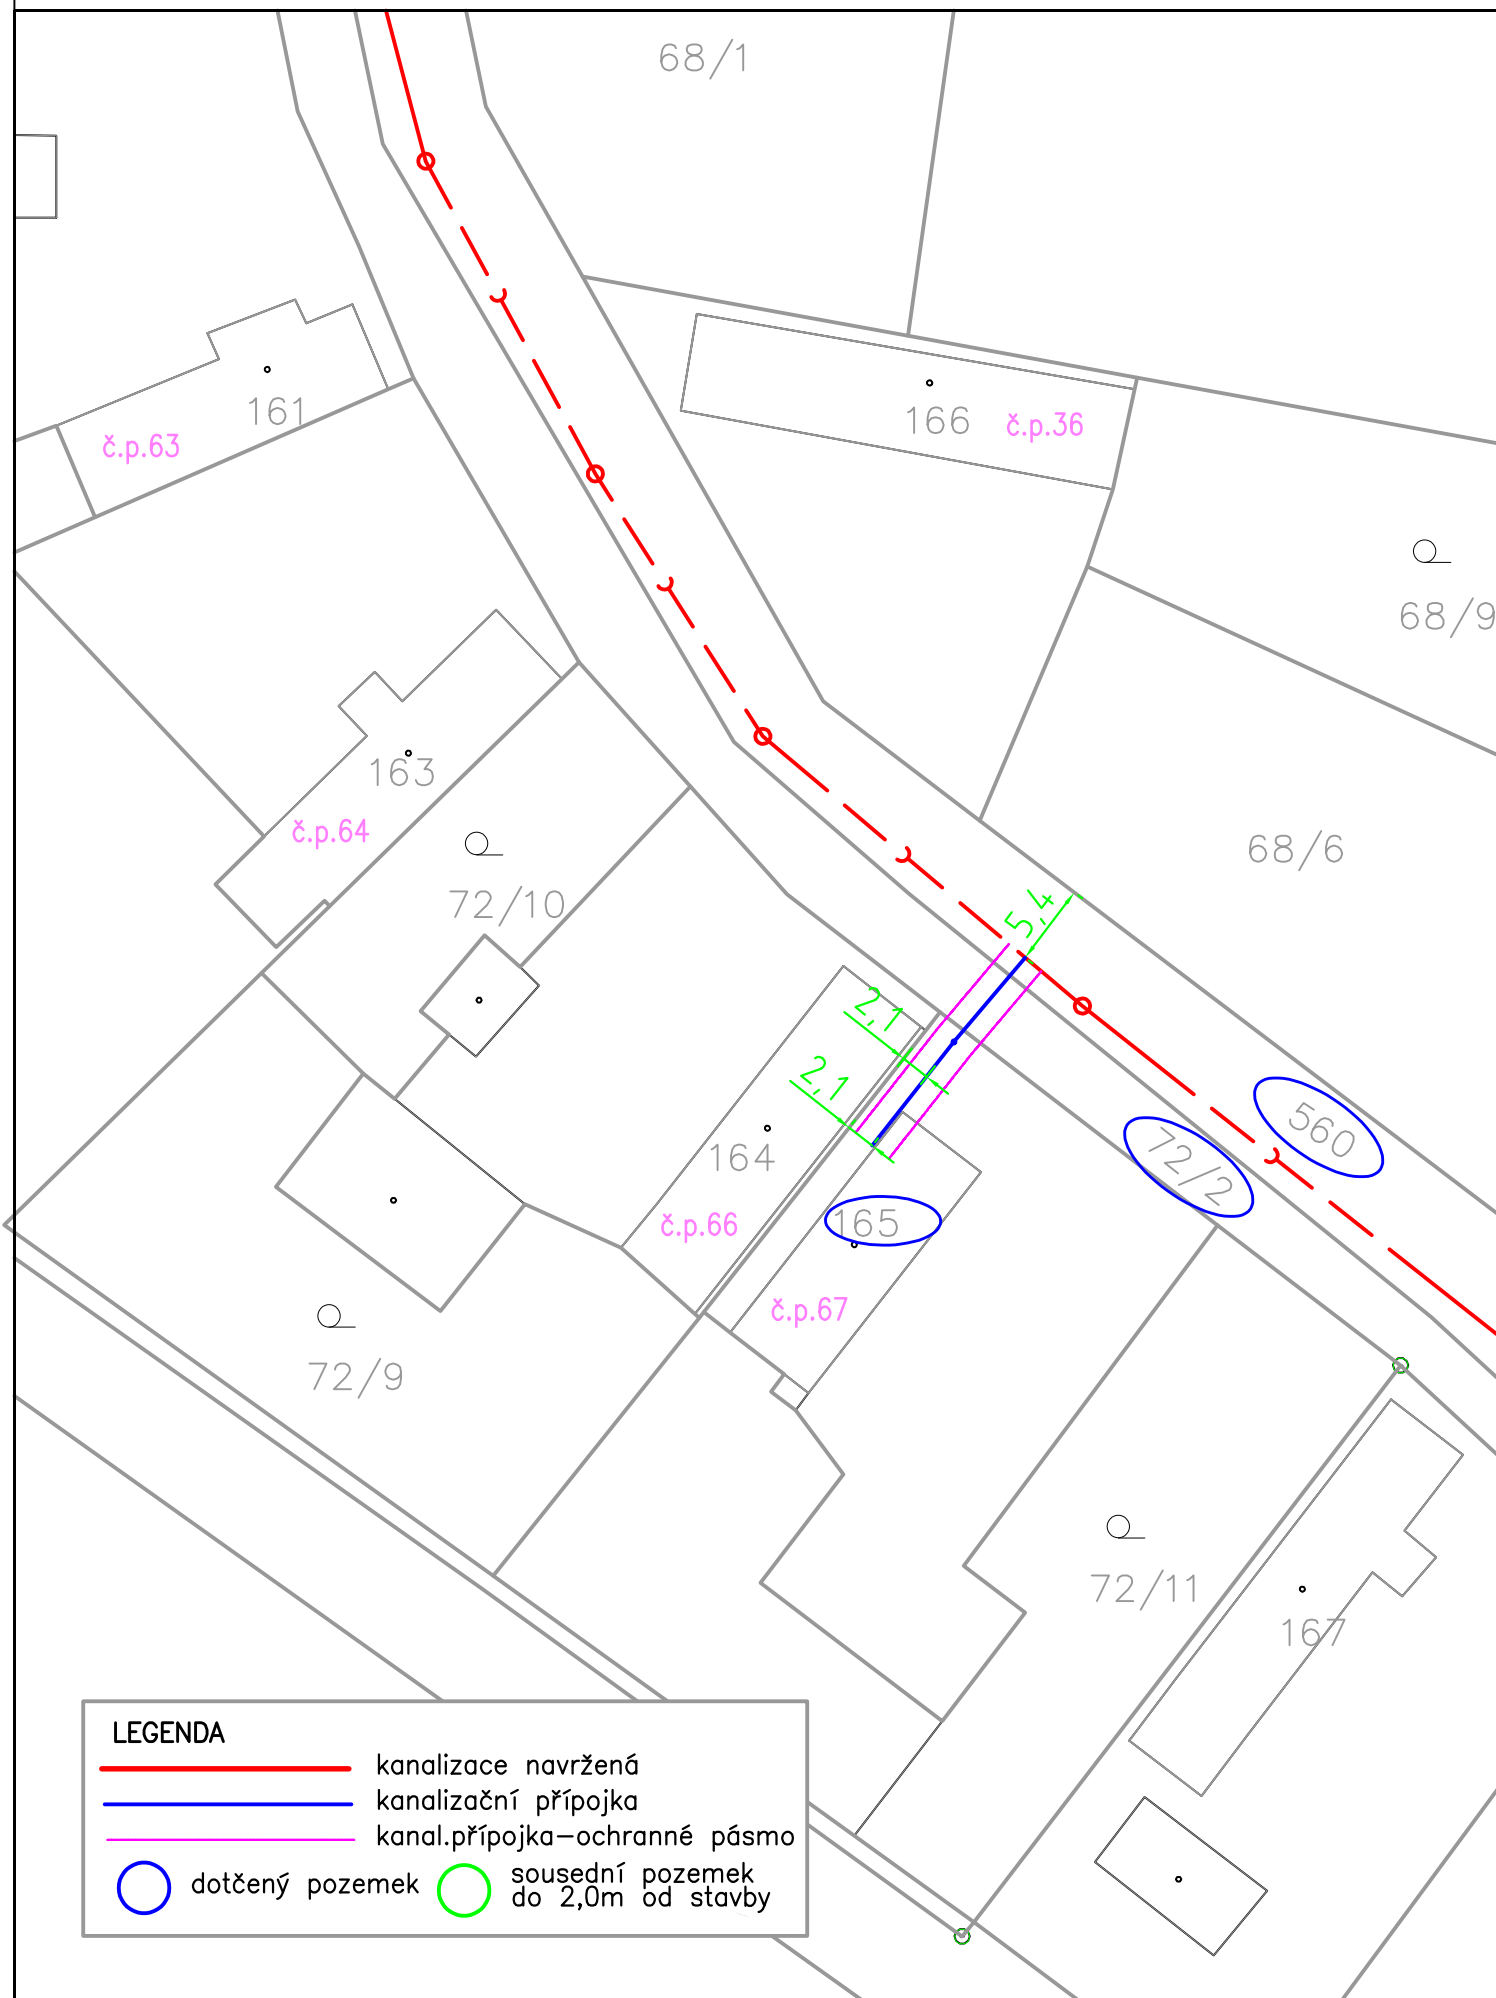 68/1
161
č.p.63
166
č.p.36
68/9
163
č.p.64
72/10
68/6
5,4
2,1
2,1
560
72/2
164
č.p.66
165
č.p.67
72/9
72/11
167
LEGENDA
kanalizace navržená
kanalizační přípojka
kanal.přípojka-ochranné pásmo
dotčený pozemek
sousední pozemek
do 2,0m od stavby